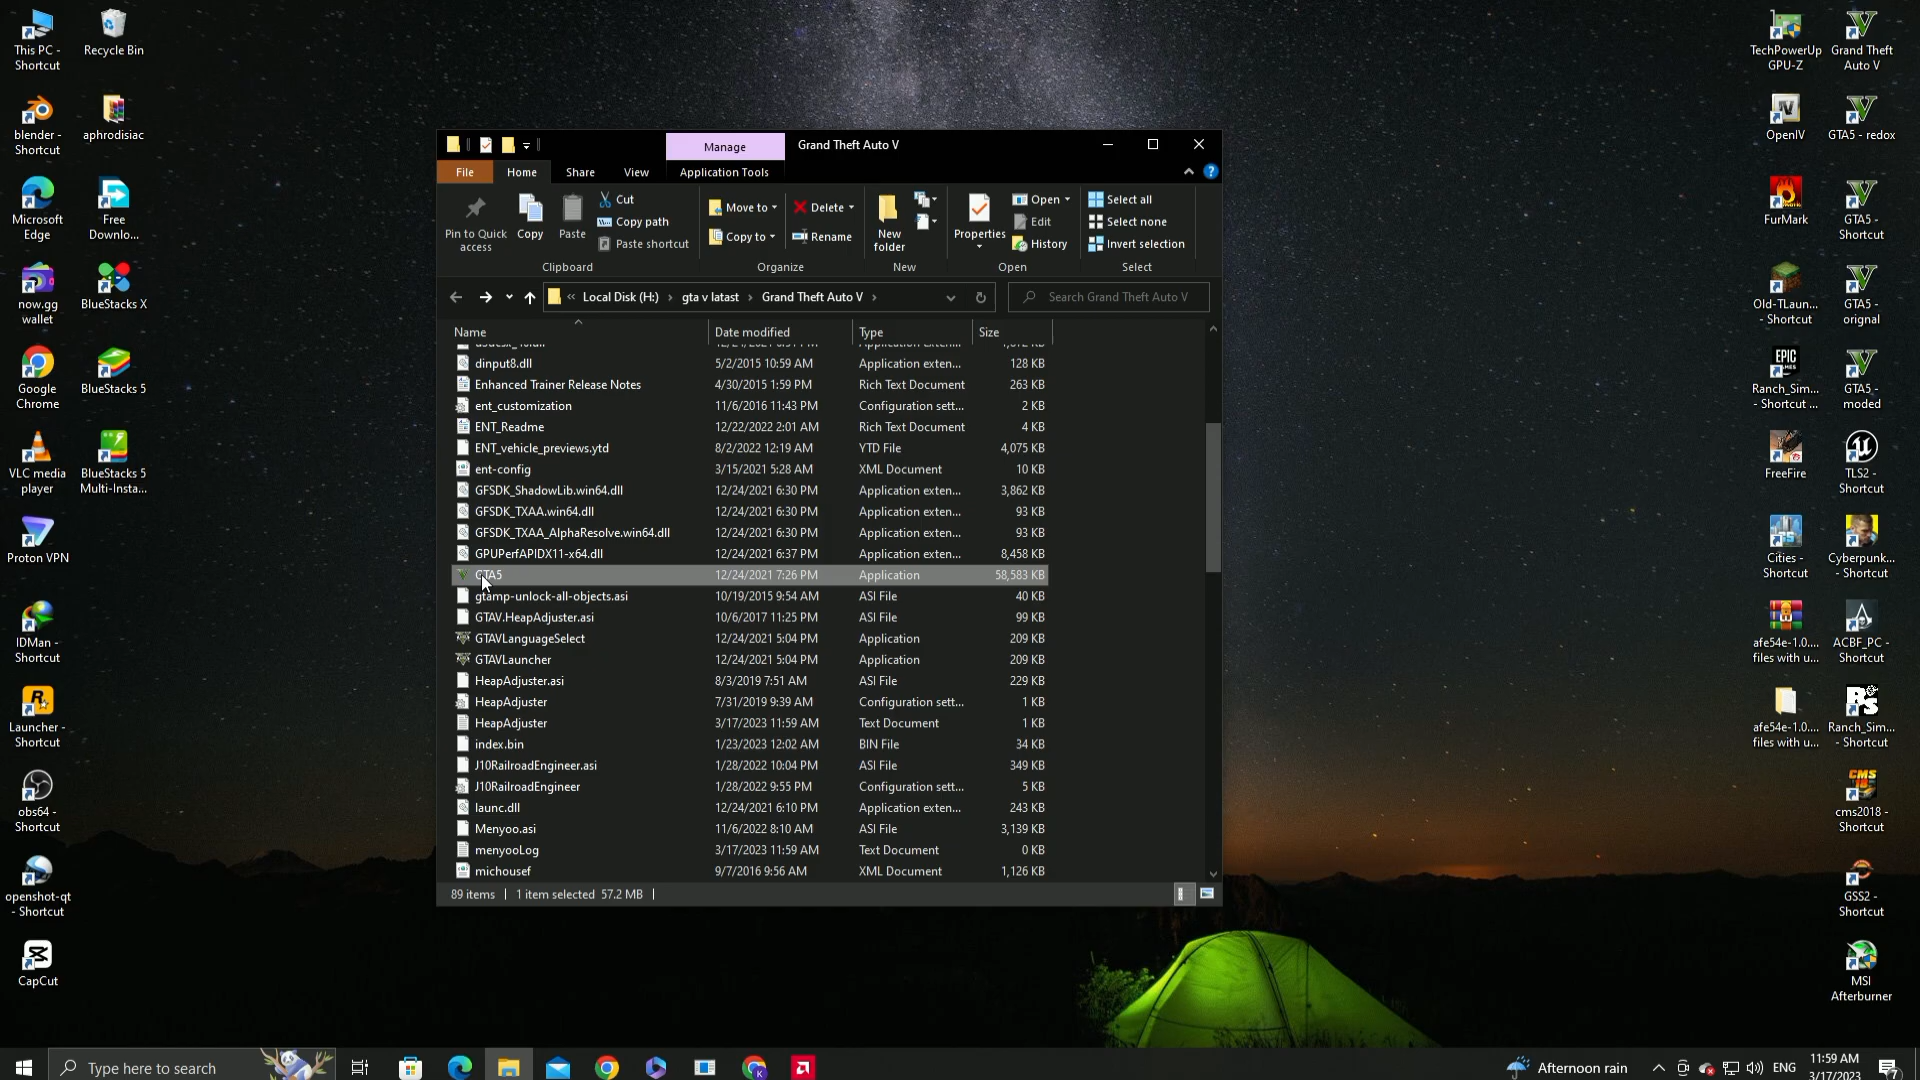 This PC -
Shortcut
Recycle Bin
blender -
Shortcut
aphrodisiac
Microsoft
Edge
Free
Downlo...
now.gg
wallet
BlueStacks X
Google
Chrome
BlueStacks 5
VLC media
player
BlueStacks 5
Multi-Insta...
Proton VPN
IDMan -
Shortcut
Launcher -
Shortcut
obs64 -
Shortcut
openshot-qt
- Shortcut
CapCut
Manage
Grand Theft Auto V
File
Home
Share
View
Application Tools
Pin to Quick
access
Copy
Paste
Cut
Copy path
Paste shortcut
Clipboard
Move to
Copy to
Delete
Rename
Organize
New
folder
New
Properties
Open
Edit
History
Open
Select all
Select none
Invert selection
Select
« Local Disk (H:) › gta v latast › Grand Theft Auto V ›
Search Grand Theft Auto V
Name Date modified Type Size
dinput8.dll 5/2/2015 10:59 AM Application exten... 128 KB
Enhanced Trainer Release Notes 4/30/2015 1:59 PM Rich Text Document 263 KB
ent_customization 11/6/2016 11:43 PM Configuration sett... 2 KB
ENT_Readme 12/22/2022 2:01 AM Rich Text Document 4 KB
ENT_vehicle_previews.ytd 8/2/2022 12:19 AM YTD File 4,075 KB
ent-config 3/15/2021 5:28 AM XML Document 10 KB
GFSDK_ShadowLib.win64.dll 12/24/2021 6:30 PM Application exten... 3,862 KB
GFSDK_TXAA.win64.dll 12/24/2021 6:30 PM Application exten... 93 KB
GFSDK_TXAA_AlphaResolve.win64.dll 12/24/2021 6:30 PM Application exten... 93 KB
GPUPerfAPIDX11-x64.dll 12/24/2021 6:37 PM Application exten... 8,458 KB
GTA5 12/24/2021 7:26 PM Application 58,583 KB
gtamp-unlock-all-objects.asi 10/19/2015 9:54 AM ASI File 40 KB
GTAV.HeapAdjuster.asi 10/6/2017 11:25 PM ASI File 99 KB
GTAVLanguageSelect 12/24/2021 5:04 PM Application 209 KB
GTAVLauncher 12/24/2021 5:04 PM Application 209 KB
HeapAdjuster.asi 8/3/2019 7:51 AM ASI File 229 KB
HeapAdjuster 7/31/2019 9:39 AM Configuration sett... 1 KB
HeapAdjuster 3/17/2023 11:59 AM Text Document 1 KB
index.bin 1/23/2023 12:02 AM BIN File 34 KB
J10RailroadEngineer.asi 1/28/2022 10:04 PM ASI File 349 KB
J10RailroadEngineer 1/28/2022 9:55 PM Configuration sett... 5 KB
launc.dll 12/24/2021 6:10 PM Application exten... 243 KB
Menyoo.asi 11/6/2022 8:10 AM ASI File 3,139 KB
menyooLog 3/17/2023 11:59 AM Text Document 0 KB
michousef 9/7/2016 9:56 AM XML Document 1,126 KB
89 items | 1 item selected 57.2 MB |
TechPowerUp
GPU-Z
Grand Theft
Auto V
OpenIV
GTA5 - redox
FurMark
GTA5 -
Shortcut
Old-TLaun...
- Shortcut
GTA5 -
orignal
EPIC
GAMES
Ranch_Sim...
- Shortcut ...
GTA5 -
moded
FreeFire
TLS2 -
Shortcut
Cities -
Shortcut
Cyberpunk...
- Shortcut
afe54e-1.0....
files with u...
ACBF_PC -
Shortcut
afe54e-1.0....
files with u...
Ranch_Sim...
- Shortcut
CMS
18
cms2018 -
Shortcut
GSS2 -
Shortcut
MSI
Afterburner
Type here to search
Afternoon rain
ENG
11:59 AM
3/17/2023
7